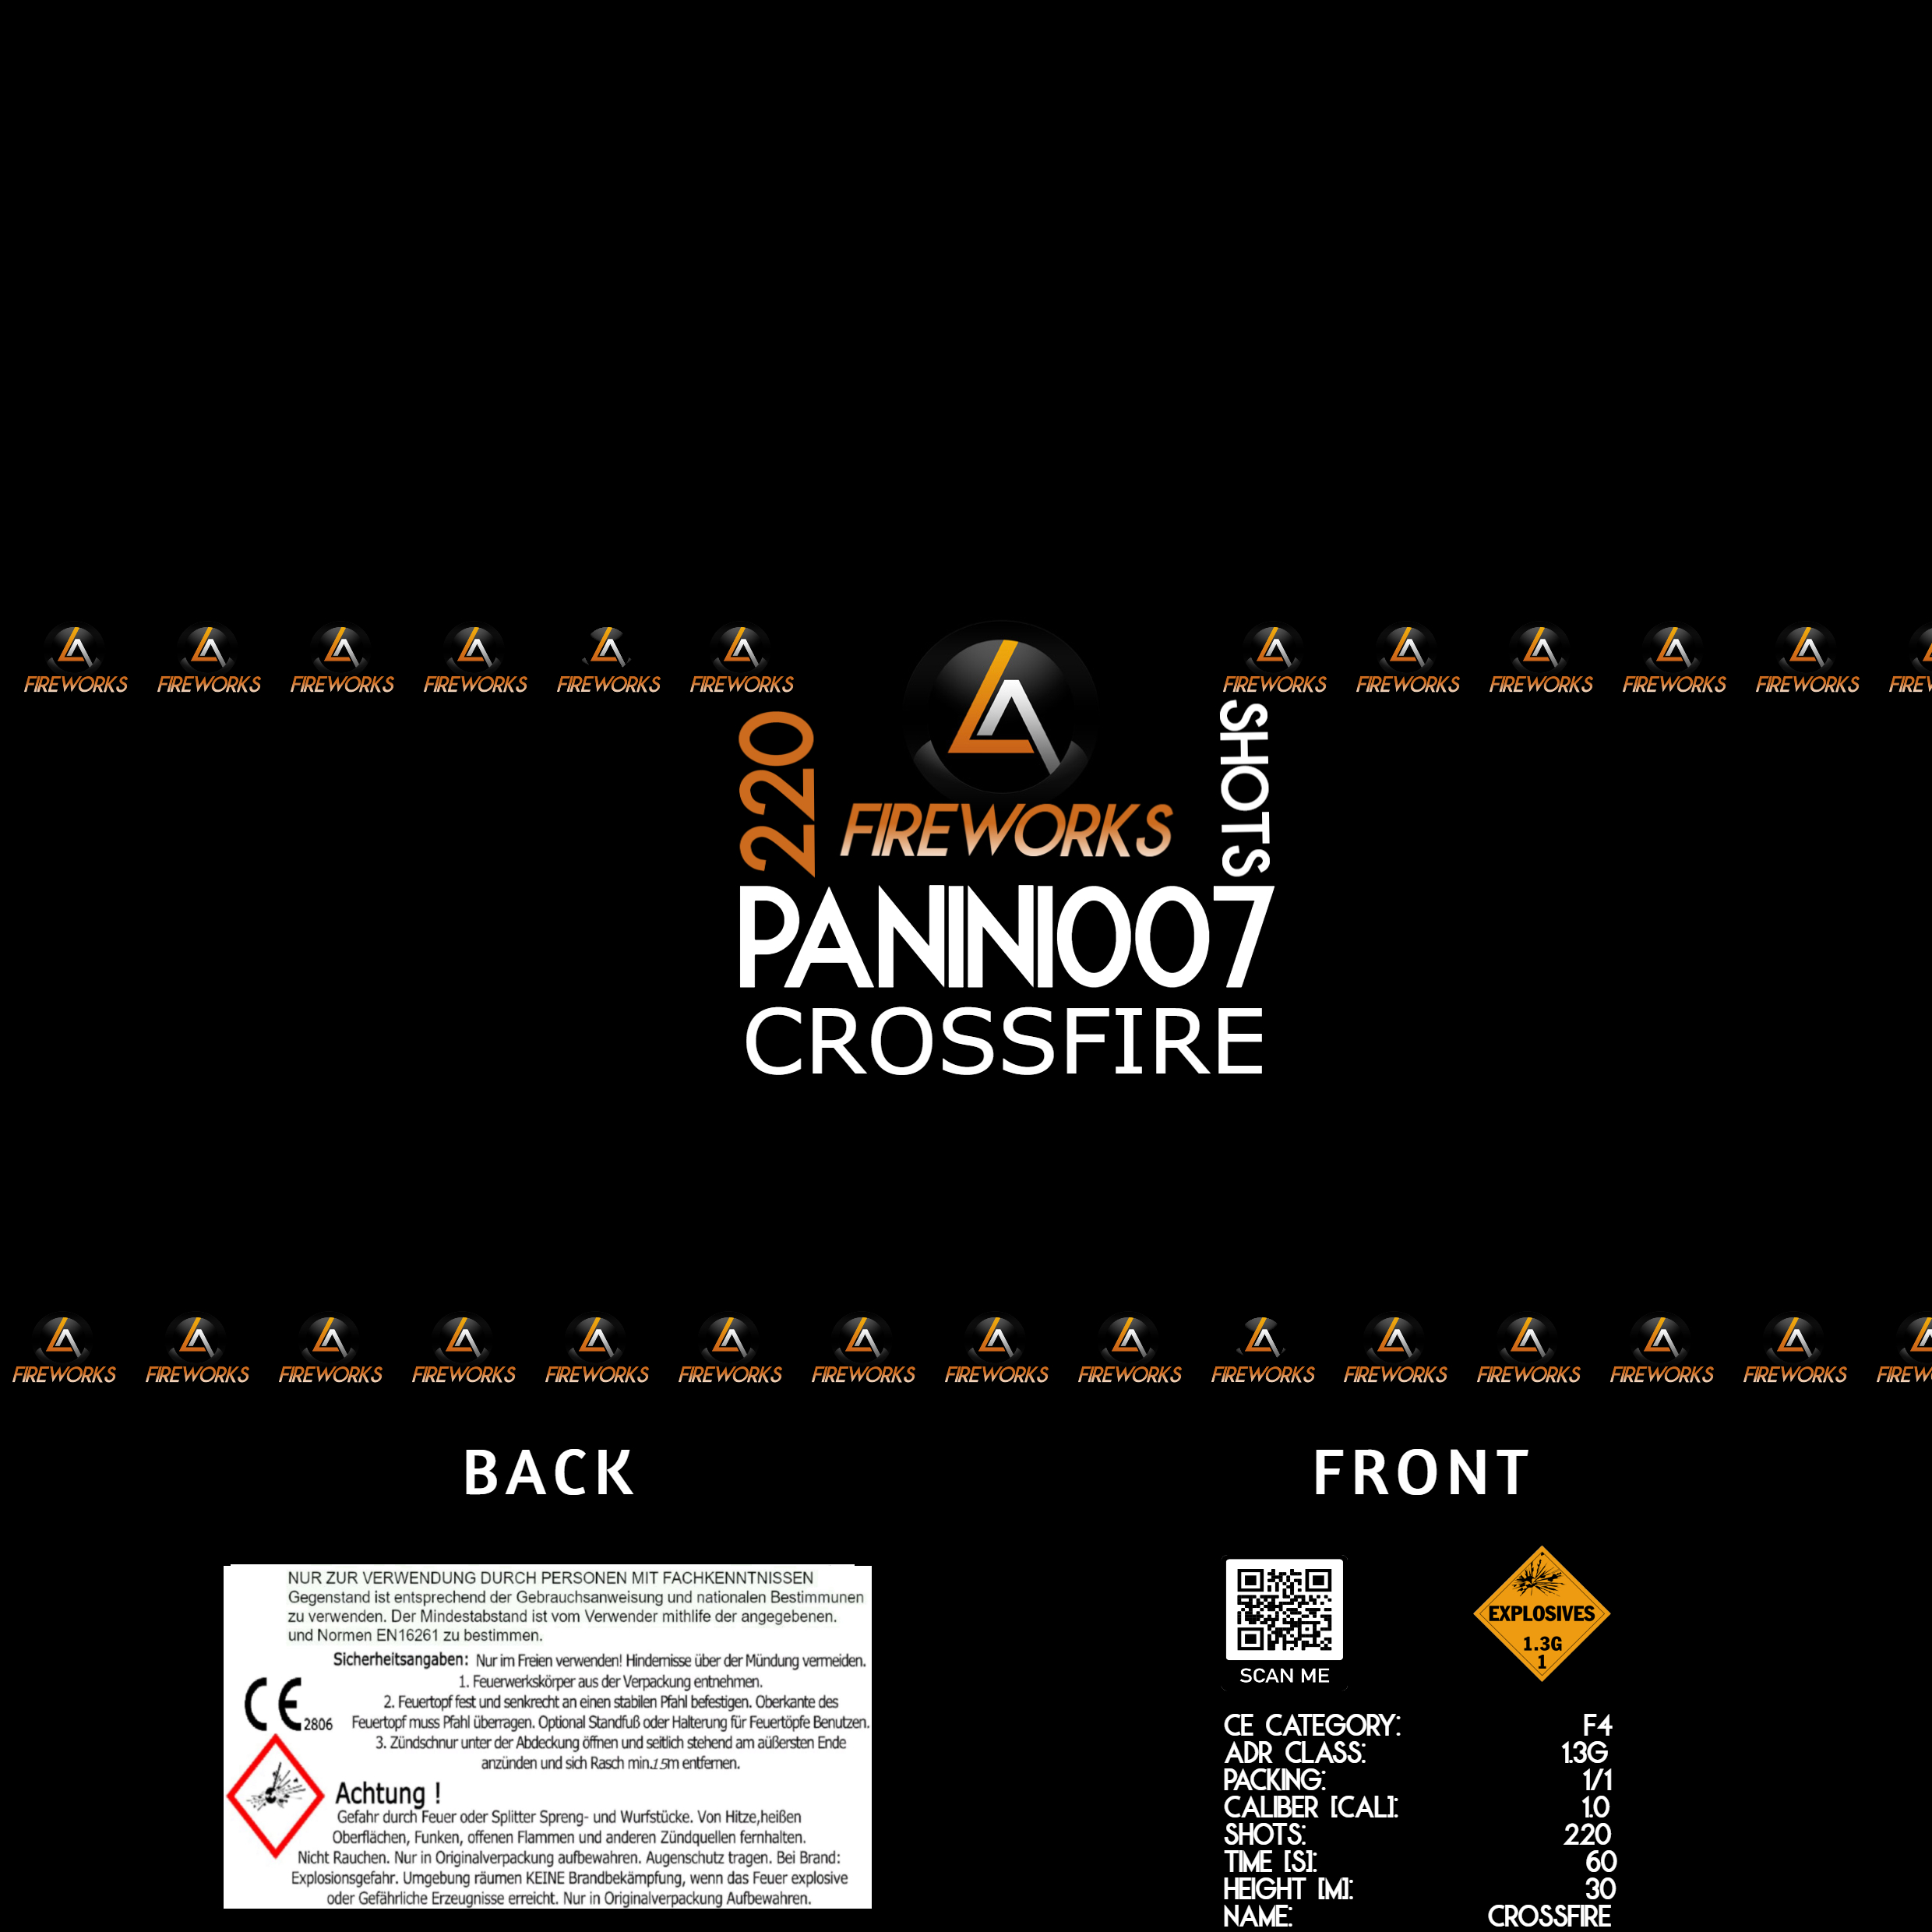 FIREWORKS FIREWORKS FIREWORKS FIREWORKS FIREWORKS FIREWORKS
FIREWORKS FIREWORKS FIREWORKS FIREWORKS FIREWORKS FIREW
220
LA
FIREWORKS
SHOTS
PANINI007
CROSSFIRE
FIREWORKS FIREWORKS FIREWORKS FIREWORKS FIREWORKS FIREWORKS FIREWORKS FIREWORKS FIREWORKS FIREWORKS FIREWORKS FIREWORKS FIREWORKS FIREWORKS FIREW
BACK
NUR ZUR VERWENDUNG DURCH PERSONEN MIT FACHKENNTNISSEN
Gegenstand ist entsprechend der Gebrauchsanweisung und nationalen Bestimmunen
zu verwenden. Der Mindestabstand ist vom Verwender mithlife der angegebenen.
und Normen EN16261 zu bestimmen.
Sicherheitsangaben: Nur im Freien verwenden! Hindernisse über der Mündung vermeiden.
1. Feuerwerkskörper aus der Verpackung entnehmen.
2. Feuertopf fest und senkrecht an einen stabilen Pfahl befestigen. Oberkante des
Feuertopf muss Pfahl überragen. Optional Standfuß oder Halterung für Feuertöpfe Benutzen.
3. Zündschnur unter der Abdeckung öffnen und seitlich stehend am äußersten Ende
anzünden und sich Rasch min.15m entfernen.
CE 2806
Achtung !
Gefahr durch Feuer oder Splitter Spreng- und Wurfstücke. Von Hitze,heißen
Oberflächen, Funken, offenen Flammen und anderen Zündquellen fernhalten.
Nicht Rauchen. Nur in Originalverpackung aufbewahren. Augenschutz tragen. Bei Brand:
Explosionsgefahr. Umgebung räumen KEINE Brandbekämpfung, wenn das Feuer explosive
oder Gefährliche Erzeugnisse erreicht. Nur in Originalverpackung Aufbewahren.
FRONT
SCAN ME
EXPLOSIVES
1.3G
1
CE CATEGORY: F4
ADR CLASS: 1.3G
PACKING: 1/1
CALIBER [CAL]: 1.0
SHOTS: 220
TIME [S]: 60
HEIGHT [M]: 30
NAME: CROSSFIRE